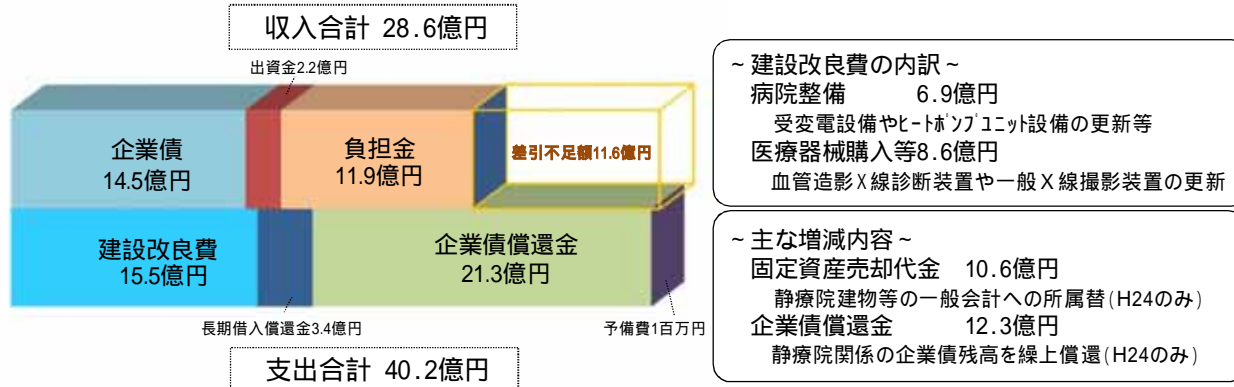 収入合計 28.6億円
出資金2.2億円
企業債
14.5億円
負担金
11.9億円
差引不足額11.6億円
建設改良費
15.5億円
企業債償還金
21.3億円
長期借入償還金3.4億円
予備費1百万円
支出合計 40.2億円
~建設改良費の内訳~
病院整備 6.9億円
受変電設備やﾋｰﾄﾎﾟﾝﾌﾟﾕﾆｯﾄ設備の更新等
医療器械購入等8.6億円
血管造影X線診断装置や一般X線撮影装置の更新
~主な増減内容~
固定資産売却代金 10.6億円
静療院建物等の一般会計への所属替(H24のみ)
企業債償還金 12.3億円
静療院関係の企業債残高を繰上償還(H24のみ)